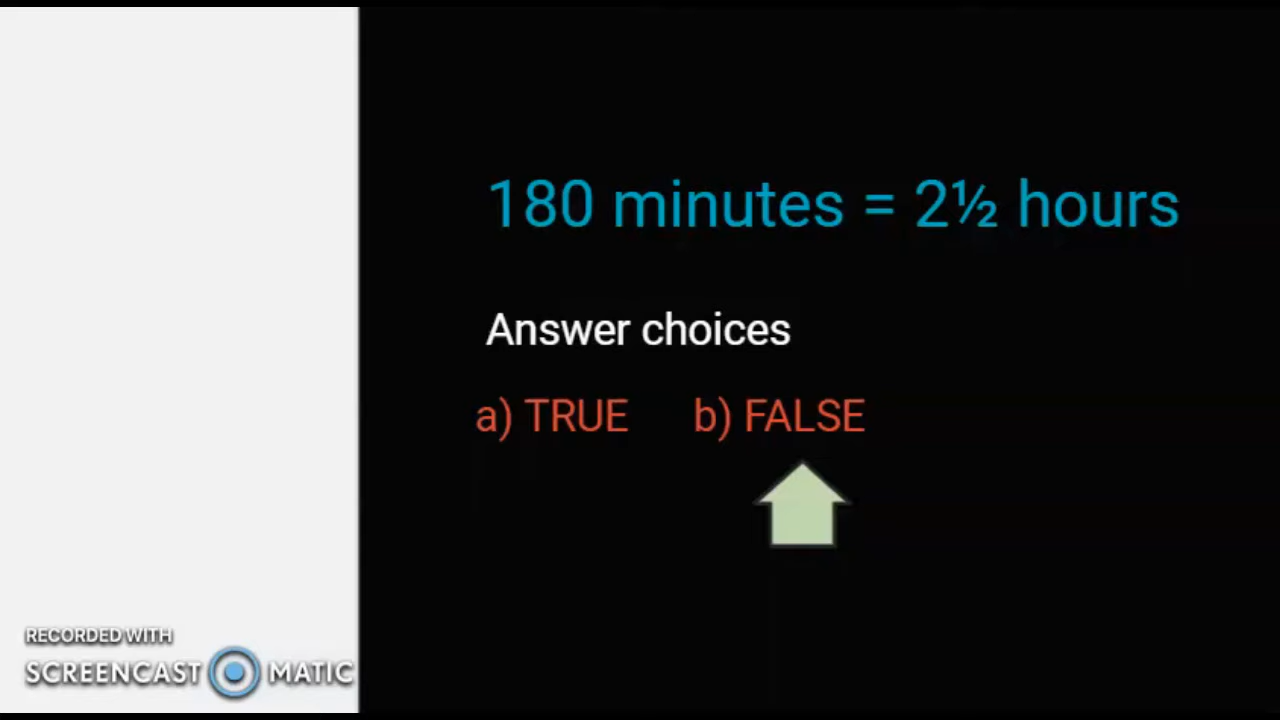 180 minutes = 2½ hours
Answer choices
a) TRUE b) FALSE
RECORDED WITH
SCREENCAST MATIC